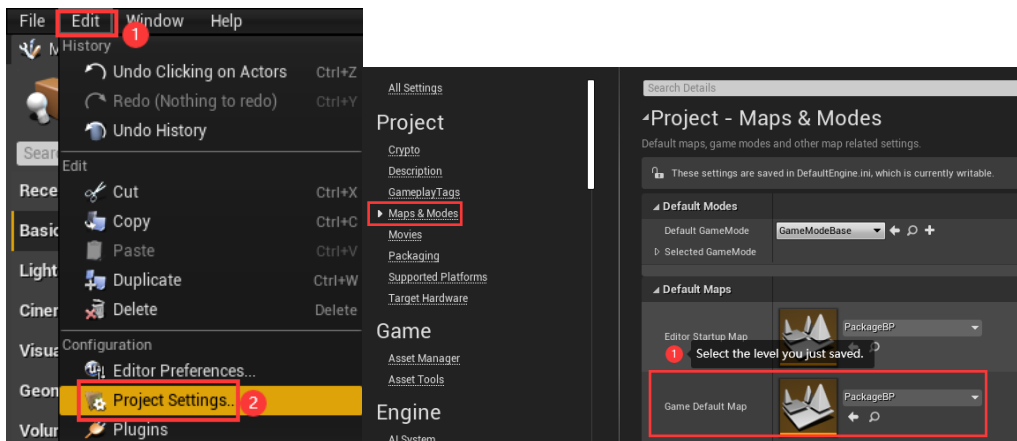 File Edit Window Help
1
History
Undo Clicking on Actors Ctrl+Z
Redo (Nothing to redo) Ctrl+Y
Undo History
Sear
Edit
Rece
Cut Ctrl+X
Copy Ctrl+C
Basic
Paste Ctrl+V
Light
Duplicate Ctrl+W
Ciner
Delete Delete
Visua
Configuration
Editor Preferences...
Geon
Project Settings...
2
Volur
Plugins
All Settings
Project
Crypto
Description
GameplayTags
Maps & Modes
Movies
Packaging
Supported Platforms
Target Hardware
Game
Asset Manager
Asset Tools
Engine
AI System
Search Details
Project - Maps & Modes
Default maps, game modes and other map related settings.
These settings are saved in DefaultEngine.ini, which is currently writable.
Default Modes
Default GameMode GameModeBase
Selected GameMode
Default Maps
Editor Startup Map PackageBP
1 Select the level you just saved.
Game Default Map PackageBP